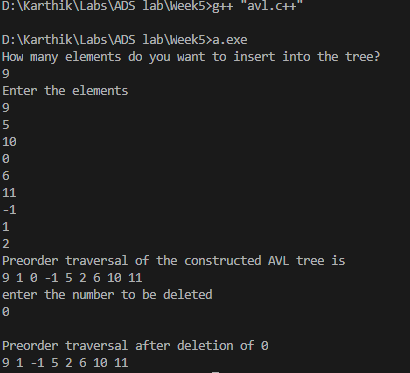 D:\Karthik\Labs\ADS lab\Week5>g++ "avl.c++"
D:\Karthik\Labs\ADS lab\Week5>a.exe
How many elements do you want to insert into the tree?
9
Enter the elements
9
5
10
0
6
11
-1
1
2
Preorder traversal of the constructed AVL tree is
9 1 0 -1 5 2 6 10 11
enter the number to be deleted
0
Preorder traversal after deletion of 0
9 1 -1 5 2 6 10 11